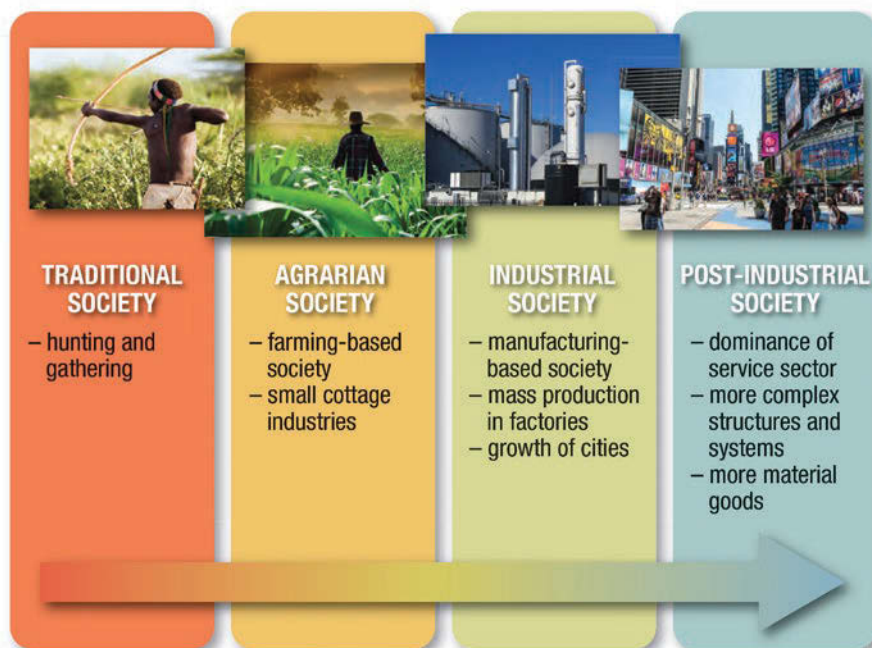 TRADITIONAL
SOCIETY
– hunting and
gathering
AGRARIAN
SOCIETY
– farming-based
society
– small cottage
industries
INDUSTRIAL
SOCIETY
– manufacturing-
based society
– mass production
in factories
– growth of cities
POST-INDUSTRIAL
SOCIETY
– dominance of
service sector
– more complex
structures and
systems
– more material
goods